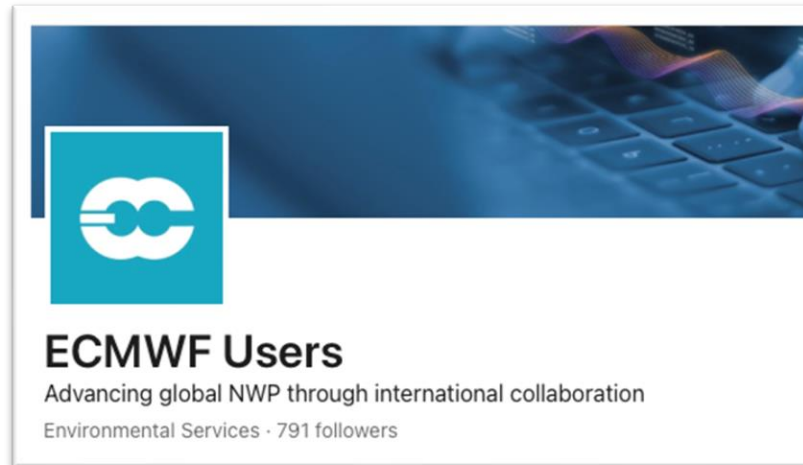 ECMWF Users
Advancing global NWP through international collaboration
Environmental Services · 791 followers